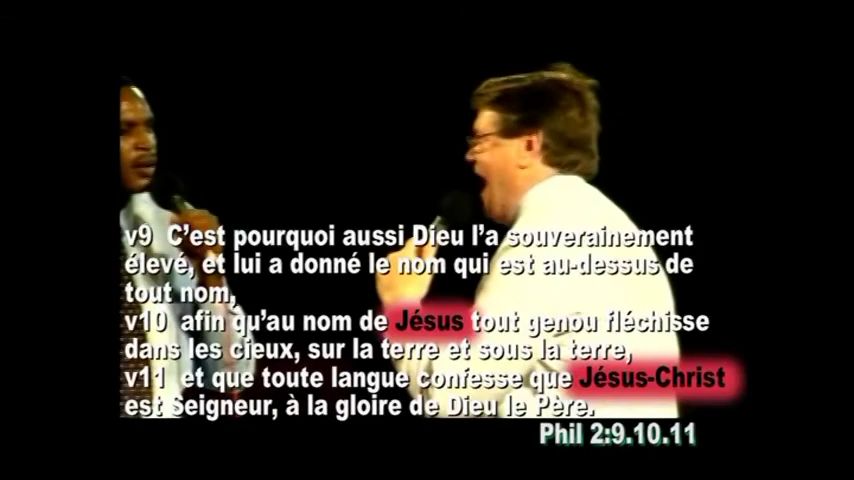 v9 C'est pourquoi aussi Dieu l'a souverainement
élevé, et lui a donné le nom qui est au-dessus de
tout nom,
v10 afin qu'au nom de Jésus tout genou fléchisse
dans les cieux, sur la terre et sous la terre,
v11 et que toute langue confesse que Jésus-Christ
est Seigneur, à la gloire de Dieu le Père.
Phil 2:9.10.11